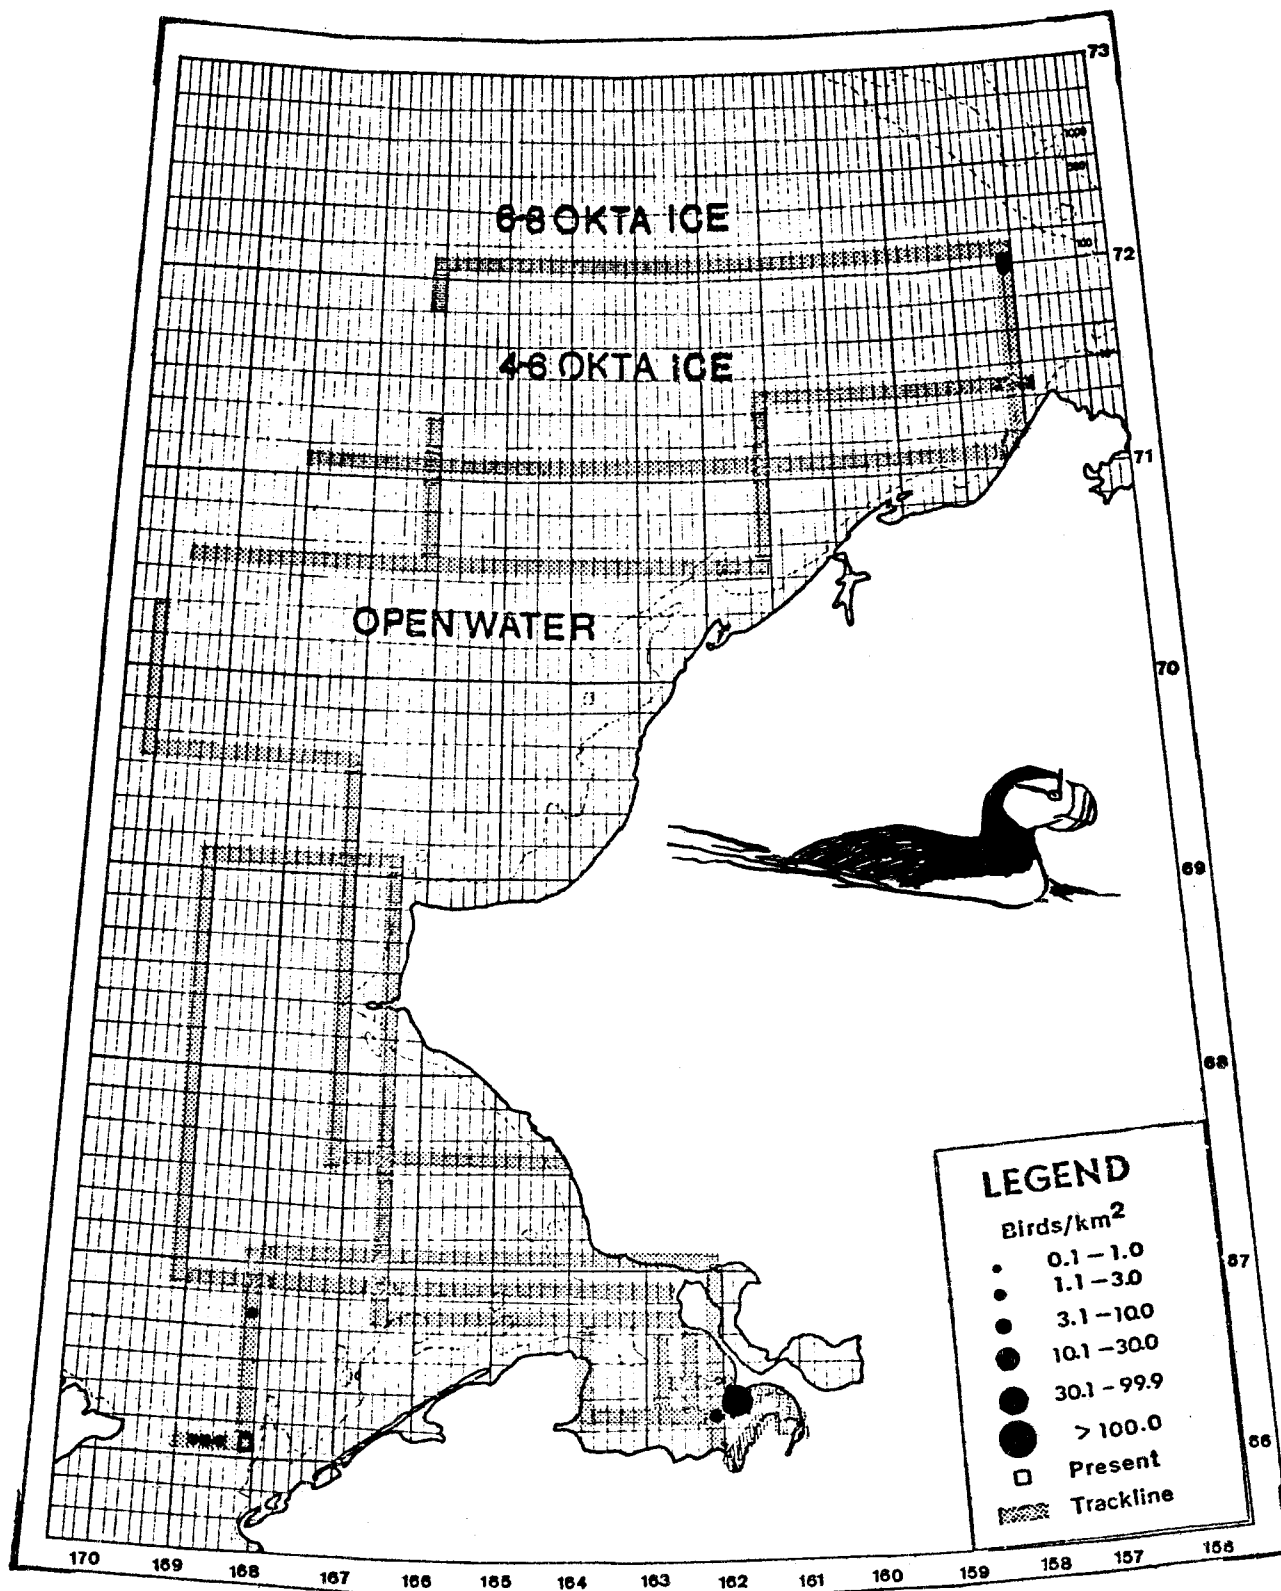 73
1000
6-8 OKTA ICE
100
72
4-6 OKTA ICE
71
OPEN WATER
70
69
68
LEGEND
Birds/km²
0.1 – 1.0
1.1 – 3.0
3.1 – 10.0
10.1 – 30.0
30.1 – 99.9
> 100.0
Present
Trackline
67
66
170 169 168 167 166 165 164 163 162 161 160 159 158 157 156